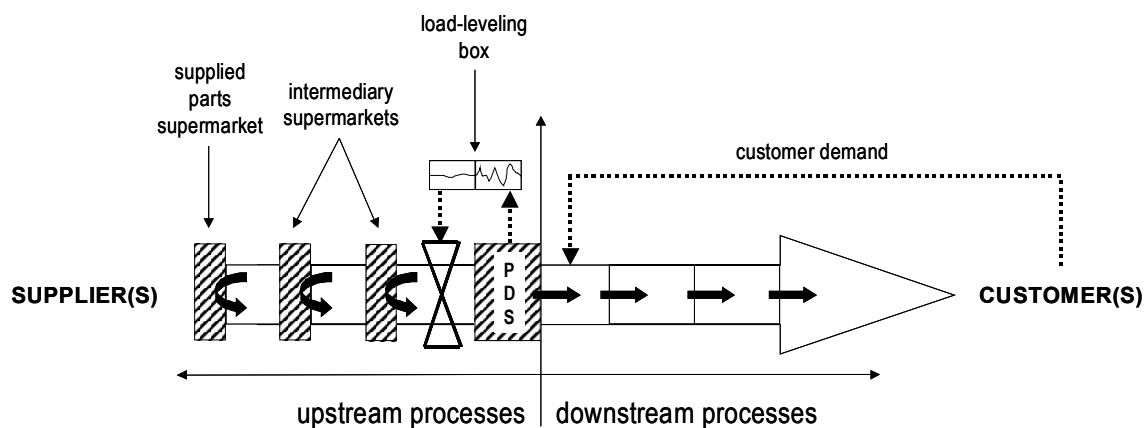 load-leveling
box
supplied
parts
supermarket
intermediary
supermarkets
customer demand
SUPPLIER(S)
P
D
S
CUSTOMER(S)
upstream processes
downstream processes